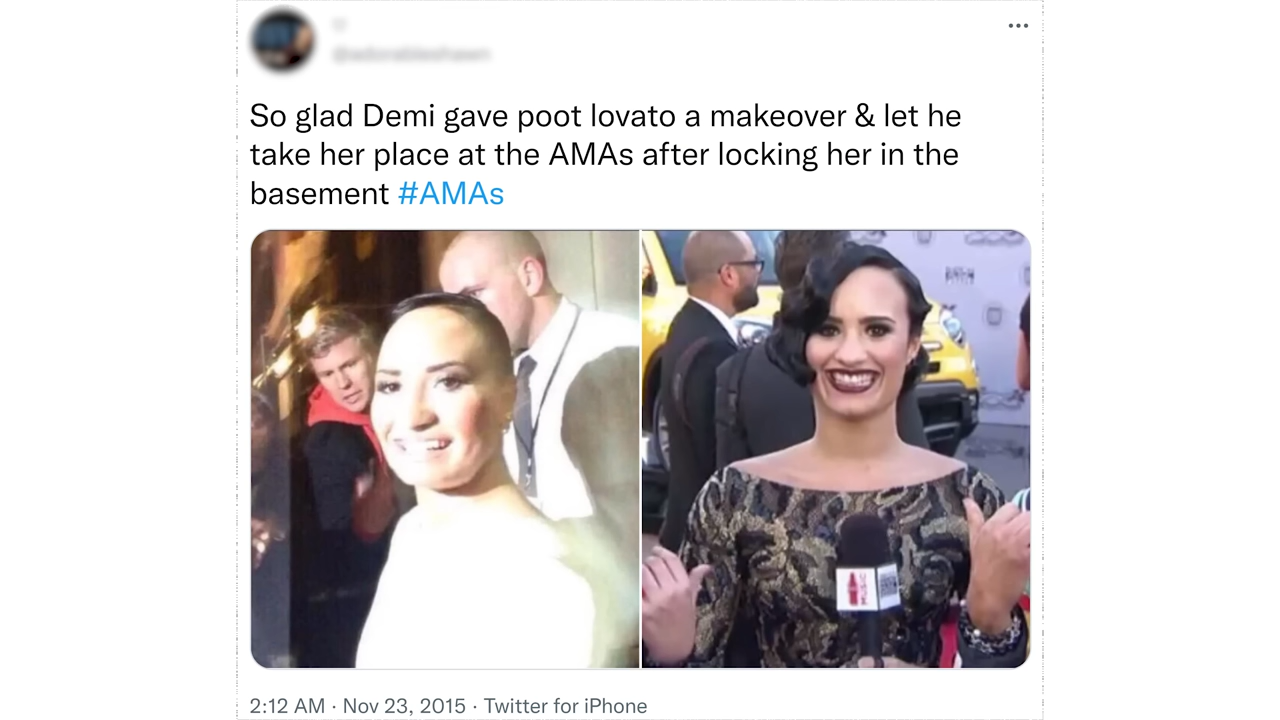 So glad Demi gave poot lovato a makeover & let he
take her place at the AMAs after locking her in the
basement #AMAs
MUSIC
2:12 AM · Nov 23, 2015 · Twitter for iPhone